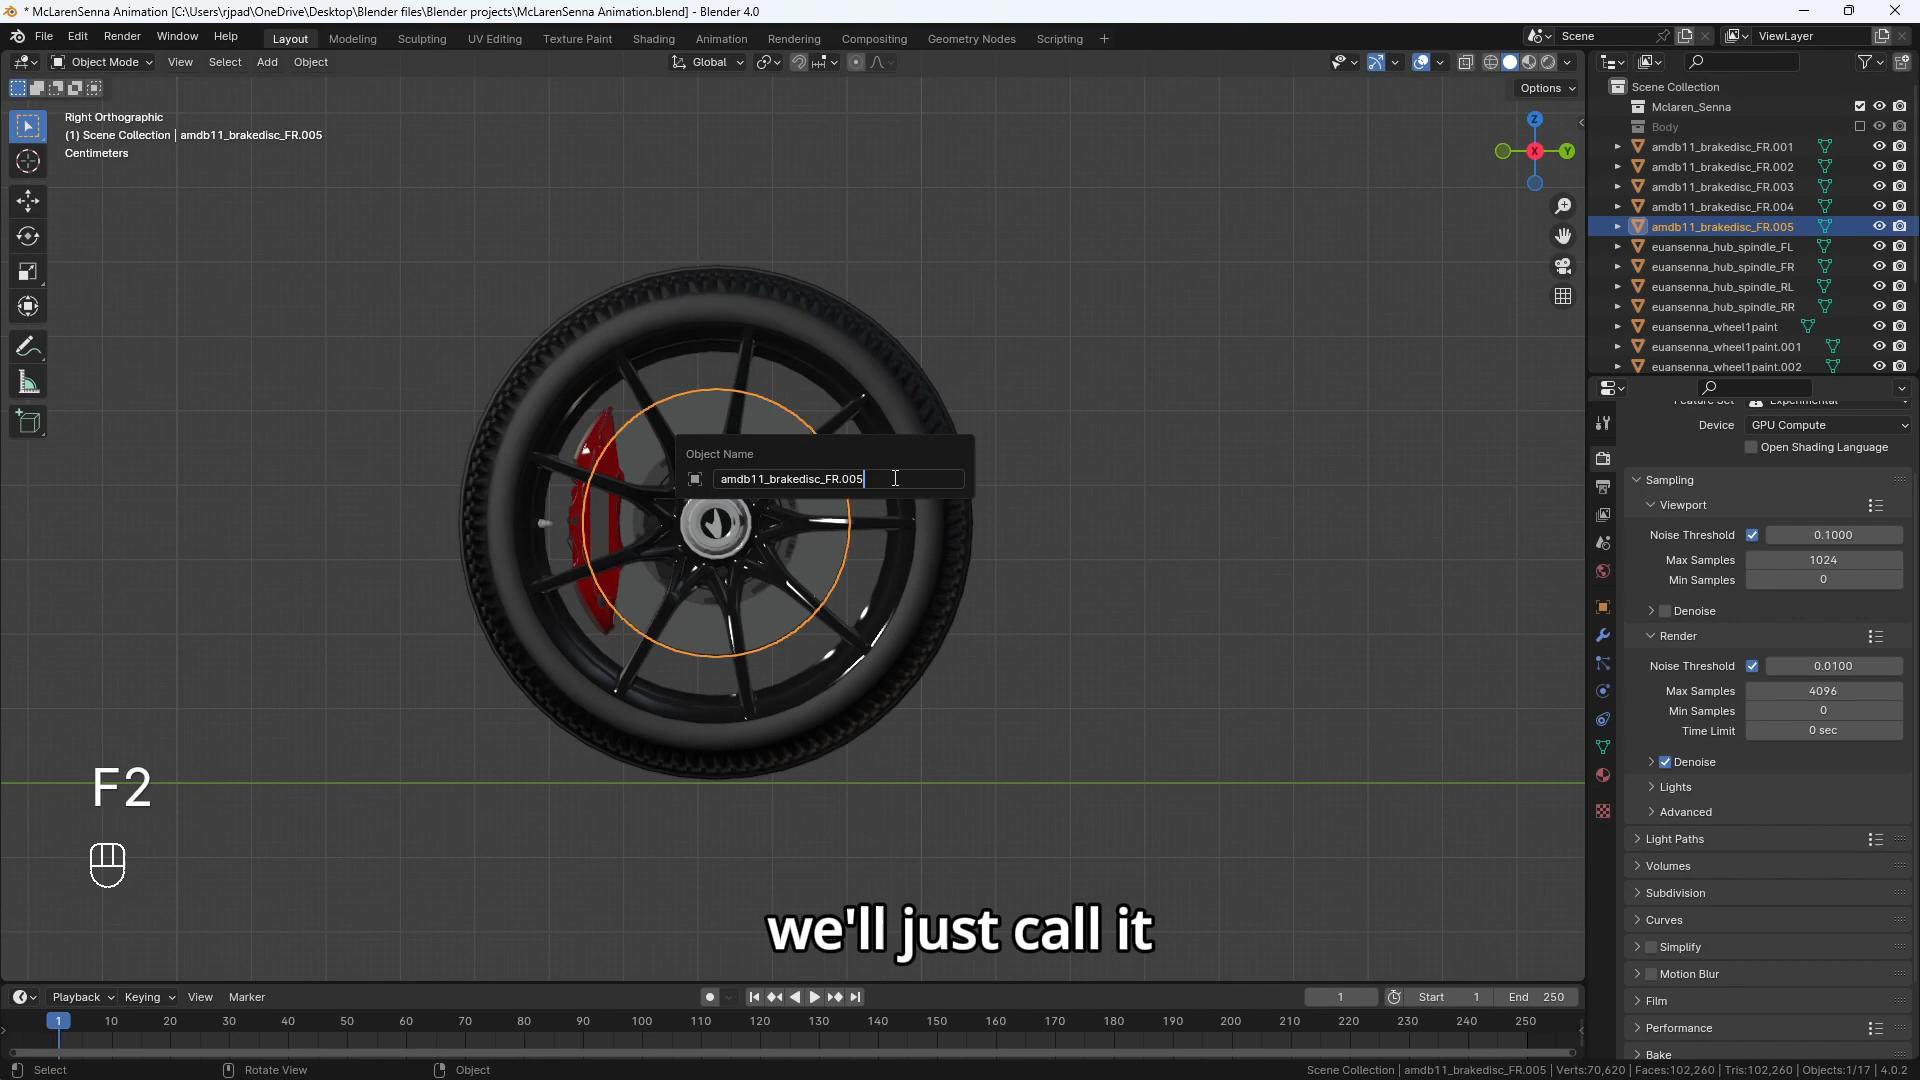 * McLarenSenna Animation [C:\Users\rjpad\OneDrive\Desktop\Blender files\Blender projects\McLarenSenna Animation.blend] - Blender 4.0
File Edit Render Window Help
Layout Modeling Sculpting UV Editing Texture Paint Shading Animation Rendering Compositing Geometry Nodes Scripting +
Scene
ViewLayer
Object Mode View Select Add Object
Global
Options
Right Orthographic
(1) Scene Collection | amdb11_brakedisc_FR.005
Centimeters
Z
X
Y
Scene Collection
Mclaren_Senna
Body
amdb11_brakedisc_FR.001
amdb11_brakedisc_FR.002
amdb11_brakedisc_FR.003
amdb11_brakedisc_FR.004
amdb11_brakedisc_FR.005
euansenna_hub_spindle_FL
euansenna_hub_spindle_FR
euansenna_hub_spindle_RL
euansenna_hub_spindle_RR
euansenna_wheel1paint
euansenna_wheel1paint.001
euansenna_wheel1paint.002
Object Name
amdb11_brakedisc_FR.005
Feature Set Experimental
Device GPU Compute
Open Shading Language
Sampling
Viewport
Noise Threshold 0.1000
Max Samples 1024
Min Samples 0
Denoise
Render
Noise Threshold 0.0100
Max Samples 4096
Min Samples 0
Time Limit 0 sec
Denoise
Lights
Advanced
Light Paths
Volumes
Subdivision
Curves
Simplify
Motion Blur
Film
Performance
Bake
F2
we'll just call it
Playback Keying View Marker
1 Start 1 End 250
1 10 20 30 40 50 60 70 80 90 100 110 120 130 140 150 160 170 180 190 200 210 220 230 240 250
Select Rotate View Object
Scene Collection | amdb11_brakedisc_FR.005 | Verts:70,620 | Faces:102,260 | Tris:102,260 | Objects:1/17 | 4.0.2